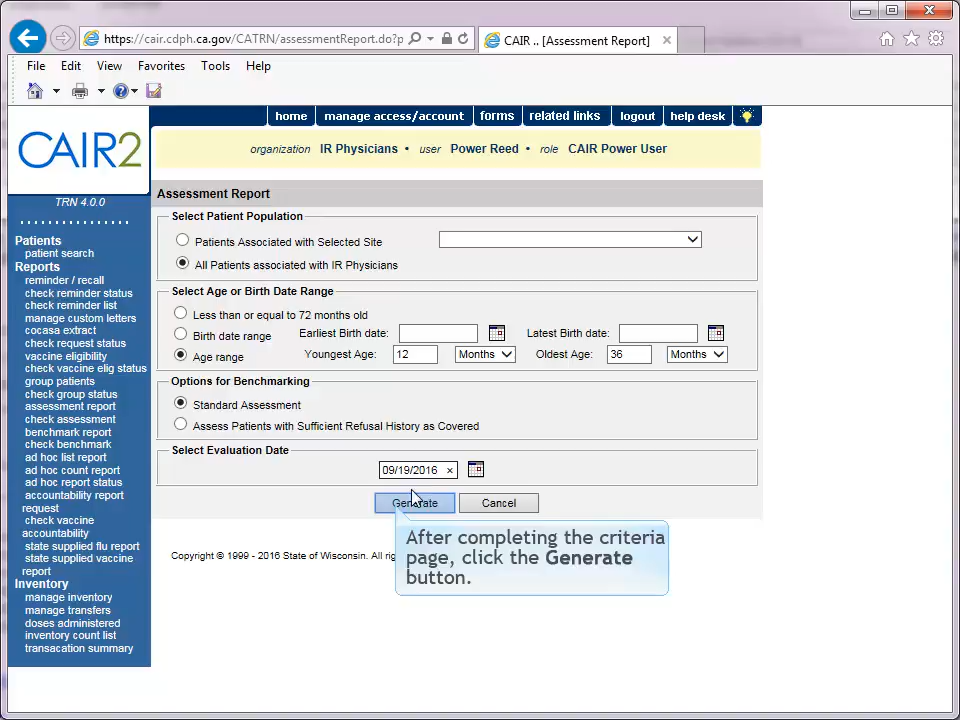 https://cair.cdph.ca.gov/CATRN/assessmentReport.do?p
CAIR .. [Assessment Report]
File Edit View Favorites Tools Help
home manage access/account forms related links logout help desk
CAIR2
organization IR Physicians • user Power Reed • role CAIR Power User
TRN 4.0.0
Patients
patient search
Reports
reminder / recall
check reminder status
check reminder list
manage custom letters
cocasa extract
check request status
vaccine eligibility
check vaccine elig status
group patients
check group status
assessment report
check assessment
benchmark report
check benchmark
ad hoc list report
ad hoc count report
ad hoc report status
accountability report
request
check vaccine
accountability
state supplied flu report
state supplied vaccine
report
Inventory
manage inventory
manage transfers
doses administered
inventory count list
transacation summary
Assessment Report
Select Patient Population
Patients Associated with Selected Site
All Patients associated with IR Physicians
Select Age or Birth Date Range
Less than or equal to 72 months old
Birth date range Earliest Birth date: Latest Birth date:
Age range Youngest Age: 12 Months Oldest Age: 36 Months
Options for Benchmarking
Standard Assessment
Assess Patients with Sufficient Refusal History as Covered
Select Evaluation Date
09/19/2016 ×
Generate Cancel
After completing the criteria
page, click the Generate
button.
Copyright © 1999 - 2016 State of Wisconsin. All rig